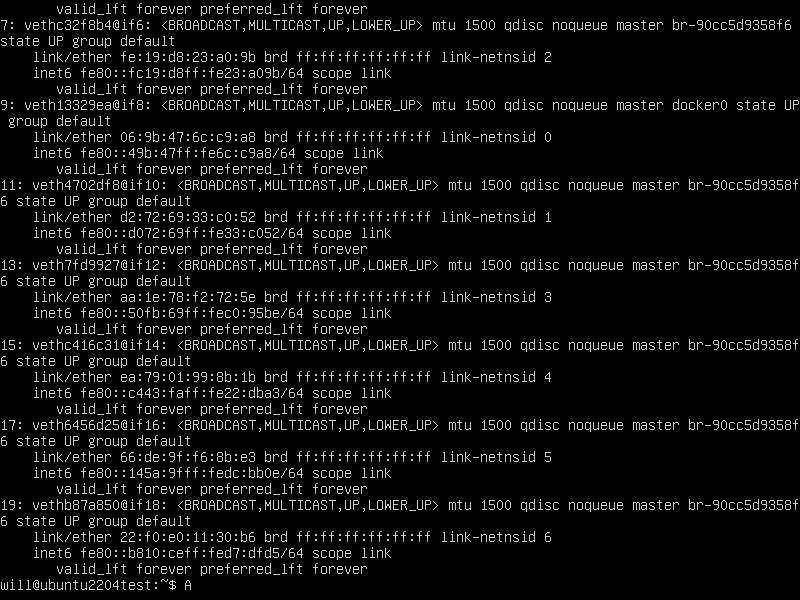 valid_lft forever preferred_lft forever
7: vethc32f8b4@if6: <BROADCAST,MULTICAST,UP,LOWER_UP> mtu 1500 qdisc noqueue master br-90cc5d9358f6
state UP group default
link/ether fe:19:d8:23:a0:9b brd ff:ff:ff:ff:ff:ff link-netnsid 2
inet6 fe80::fc19:d8ff:fe23:a09b/64 scope link
valid_lft forever preferred_lft forever
9: veth13329ea@if8: <BROADCAST,MULTICAST,UP,LOWER_UP> mtu 1500 qdisc noqueue master docker0 state UP
group default
link/ether 06:9b:47:6c:c9:a8 brd ff:ff:ff:ff:ff:ff link-netnsid 0
inet6 fe80::49b:47ff:fe6c:c9a8/64 scope link
valid_lft forever preferred_lft forever
11: veth4702df8@if10: <BROADCAST,MULTICAST,UP,LOWER_UP> mtu 1500 qdisc noqueue master br-90cc5d9358f
6 state UP group default
link/ether d2:72:69:33:c0:52 brd ff:ff:ff:ff:ff:ff link-netnsid 1
inet6 fe80::d072:69ff:fe33:c052/64 scope link
valid_lft forever preferred_lft forever
13: veth7fd9927@if12: <BROADCAST,MULTICAST,UP,LOWER_UP> mtu 1500 qdisc noqueue master br-90cc5d9358f
6 state UP group default
link/ether aa:1e:78:f2:72:5e brd ff:ff:ff:ff:ff:ff link-netnsid 3
inet6 fe80::50fb:69ff:fec0:95be/64 scope link
valid_lft forever preferred_lft forever
15: vethc416c31@if14: <BROADCAST,MULTICAST,UP,LOWER_UP> mtu 1500 qdisc noqueue master br-90cc5d9358f
6 state UP group default
link/ether ea:79:01:99:8b:1b brd ff:ff:ff:ff:ff:ff link-netnsid 4
inet6 fe80::c443:faff:fe22:dba3/64 scope link
valid_lft forever preferred_lft forever
17: veth6456d25@if16: <BROADCAST,MULTICAST,UP,LOWER_UP> mtu 1500 qdisc noqueue master br-90cc5d9358f
6 state UP group default
link/ether 66:de:9f:f6:8b:e3 brd ff:ff:ff:ff:ff:ff link-netnsid 5
inet6 fe80::145a:9fff:fedc:bb0e/64 scope link
valid_lft forever preferred_lft forever
19: vethb87a850@if18: <BROADCAST,MULTICAST,UP,LOWER_UP> mtu 1500 qdisc noqueue master br-90cc5d9358f
6 state UP group default
link/ether 22:f0:e0:11:30:b6 brd ff:ff:ff:ff:ff:ff link-netnsid 6
inet6 fe80::b810:ceff:fed7:dfd5/64 scope link
valid_lft forever preferred_lft forever
will@ubuntu2204test:~$ A